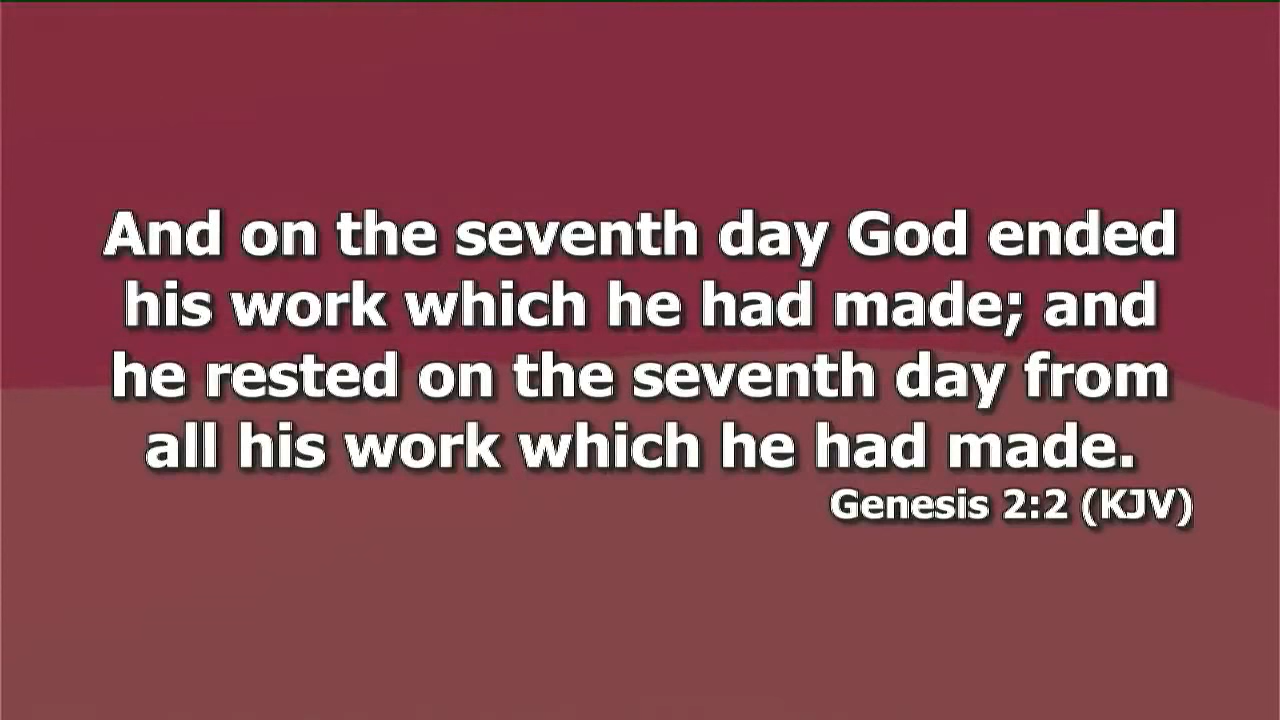 And on the seventh day God ended
his work which he had made; and
he rested on the seventh day from
all his work which he had made.
Genesis 2:2 (KJV)